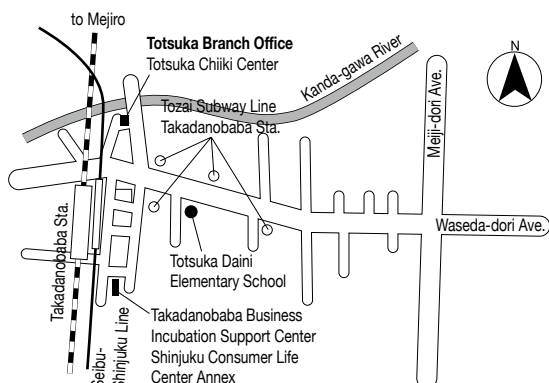 to Mejiro
Totsuka Branch Office
Totsuka Chiiki Center
Kanda-gawa River
N
Tozai Subway Line
Takadanobaba Sta.
Meiji-dori Ave.
Waseda-dori Ave.
Takadanobaba Sta.
Totsuka Daini
Elementary School
Takadanobaba Business
Incubation Support Center
Shinjuku Consumer Life
Center Annex
Seibu-
Shinjuku Line